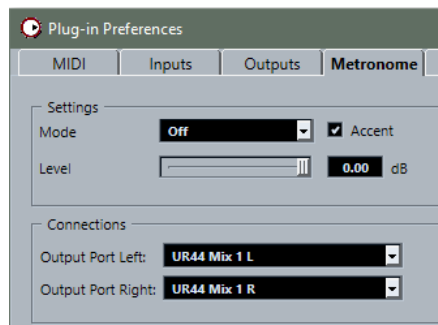 Plug-in Preferences
MIDI Inputs Outputs Metronome
Settings
Mode Off Accent
Level 0.00 dB
Connections
Output Port Left: UR44 Mix 1 L
Output Port Right: UR44 Mix 1 R